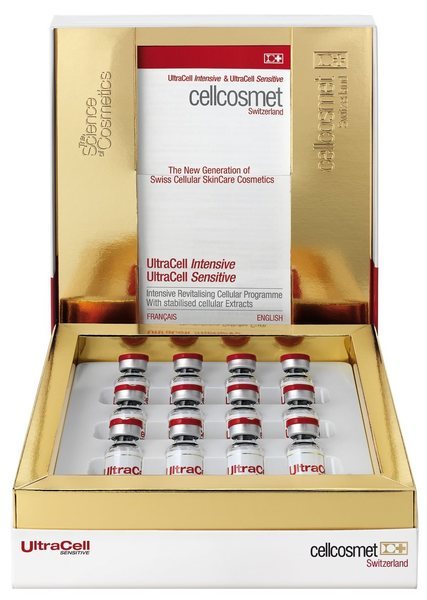 UltraCell Intensive & UltraCell Sensitive
cellcosmet
Switzerland
The Science
of Cosmetics
cellcosmet
Switzerland
The New Generation of
Swiss Cellular SkinCare Cosmetics
UltraCell Intensive
UltraCell Sensitive
Intensive Revitalising Cellular Programme
With stabilised cellular Extracts
FRANÇAIS ENGLISH
UltraCell
UltraCell
UltraCell
UltraCell
UltraCell
SENSITIVE
cellcosmet
Switzerland